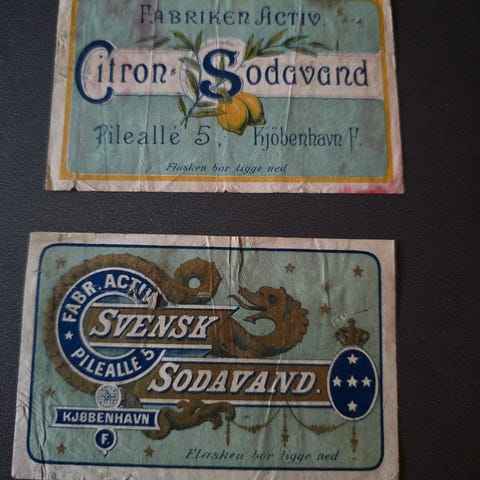 FABRIKEN ACTIV.
Citron-Sodavand
Pileallé 5, Kjöbenhavn F.
Flasken bör ligge ned
FABR. ACTIV
SVENSK
PILEALLE 5
SODAVAND.
KJØBENHAVN
F.
Flasken bör ligge ned